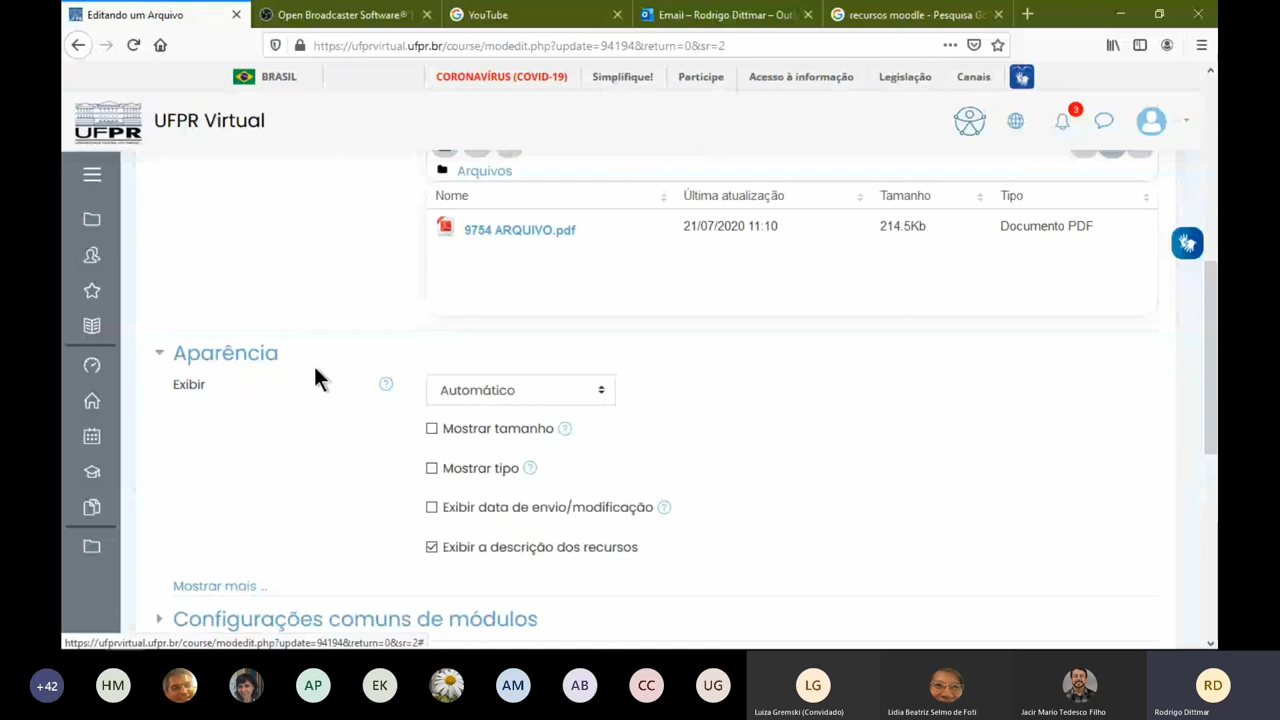 Editando um Arquivo
Open Broadcaster Software®
YouTube
Email – Rodrigo Dittmar – Out
recursos moodle - Pesquisa Go
https://ufprvirtual.ufpr.br/course/modedit.php?update=94194&return=0&sr=2
BRASIL
CORONAVÍRUS (COVID-19)
Simplifique!
Participe
Acesso à informação
Legislação
Canais
UFPR
UFPR Virtual
3
Arquivos
Nome
Última atualização
Tamanho
Tipo
9754 ARQUIVO.pdf
21/07/2020 11:10
214.5Kb
Documento PDF
Aparência
Exibir
?
Automático
Mostrar tamanho ?
Mostrar tipo ?
Exibir data de envio/modificação ?
Exibir a descrição dos recursos
Mostrar mais ...
Configurações comuns de módulos
https://ufprvirtual.ufpr.br/course/modedit.php?update=94194&return=0&sr=2#
+42
HM
AP
EK
AM
AB
CC
UG
LG
RD
Luiza Gremski (Convidado)
Lidia Beatriz Selmo de Foti
Jacir Mario Tedesco Filho
Rodrigo Dittmar